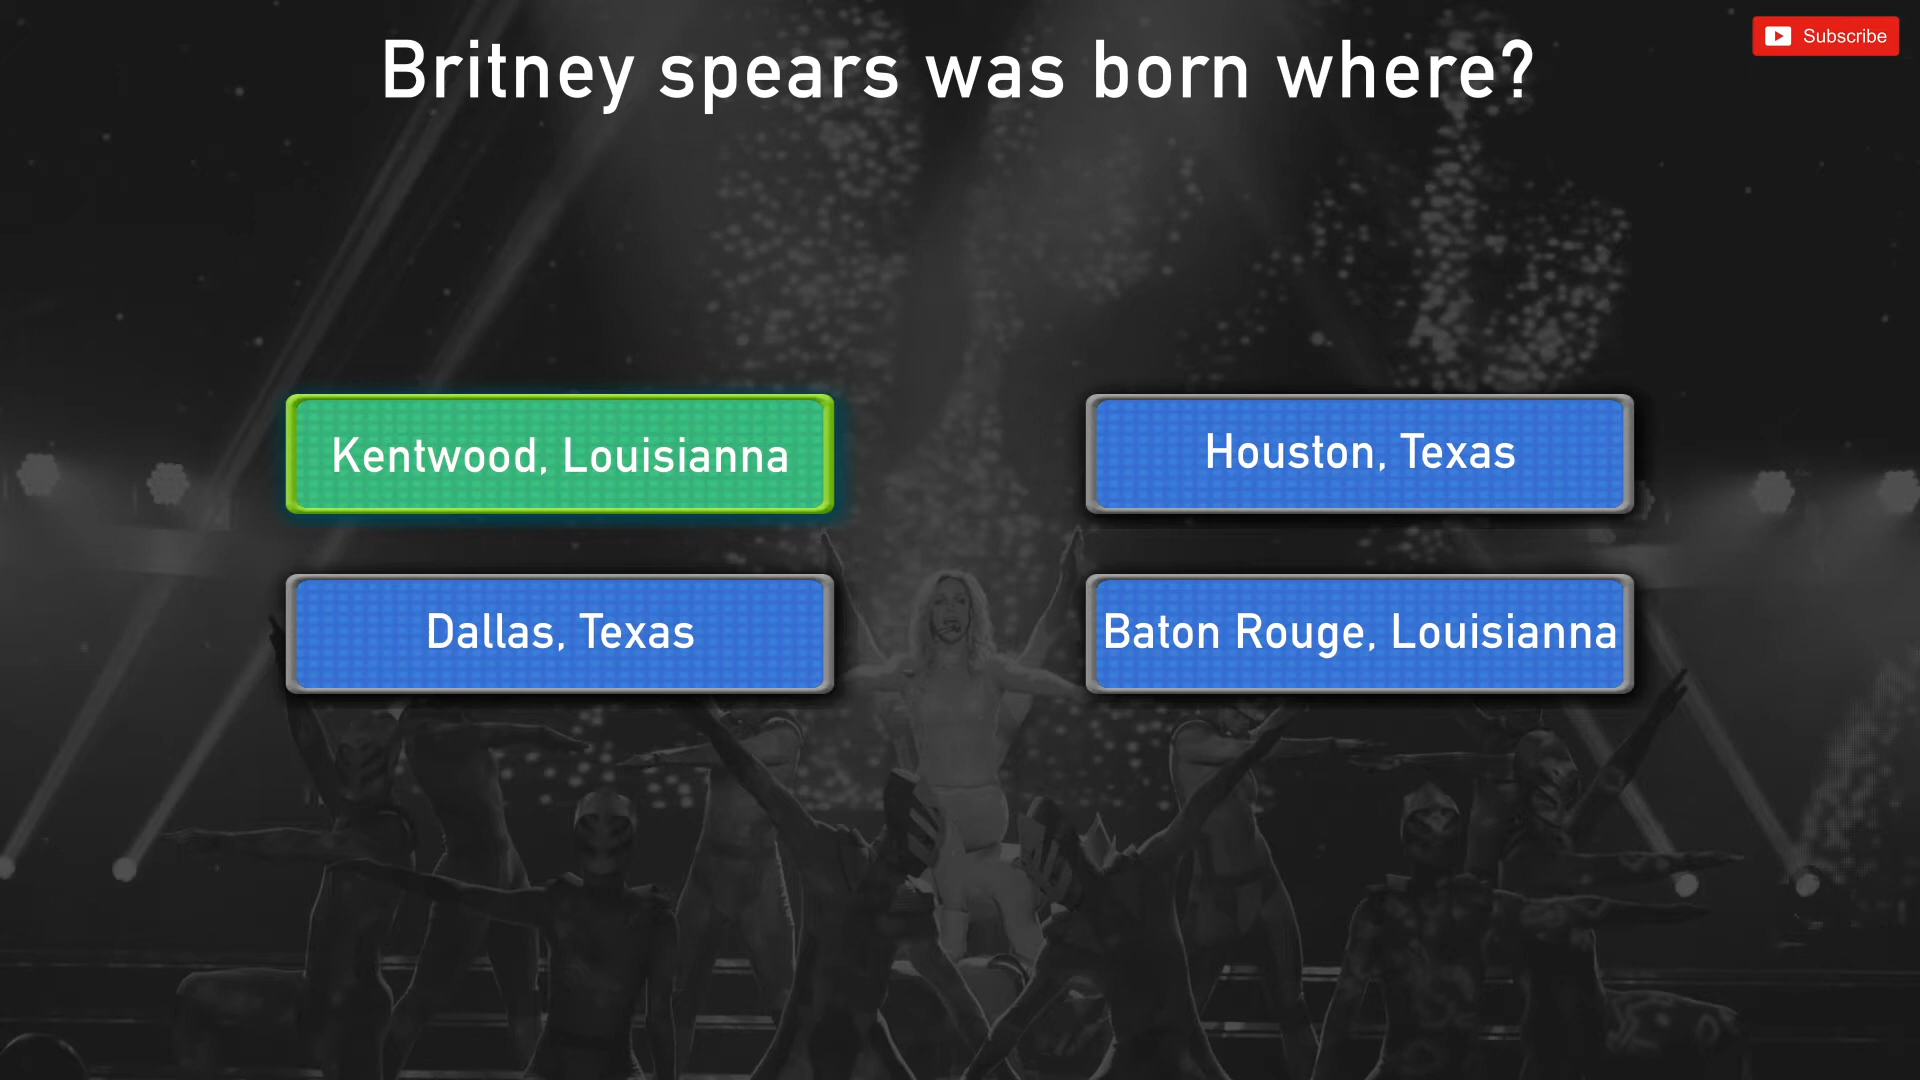 Britney spears was born where?
Subscribe
Kentwood, Louisianna
Houston, Texas
Dallas, Texas
Baton Rouge, Louisianna